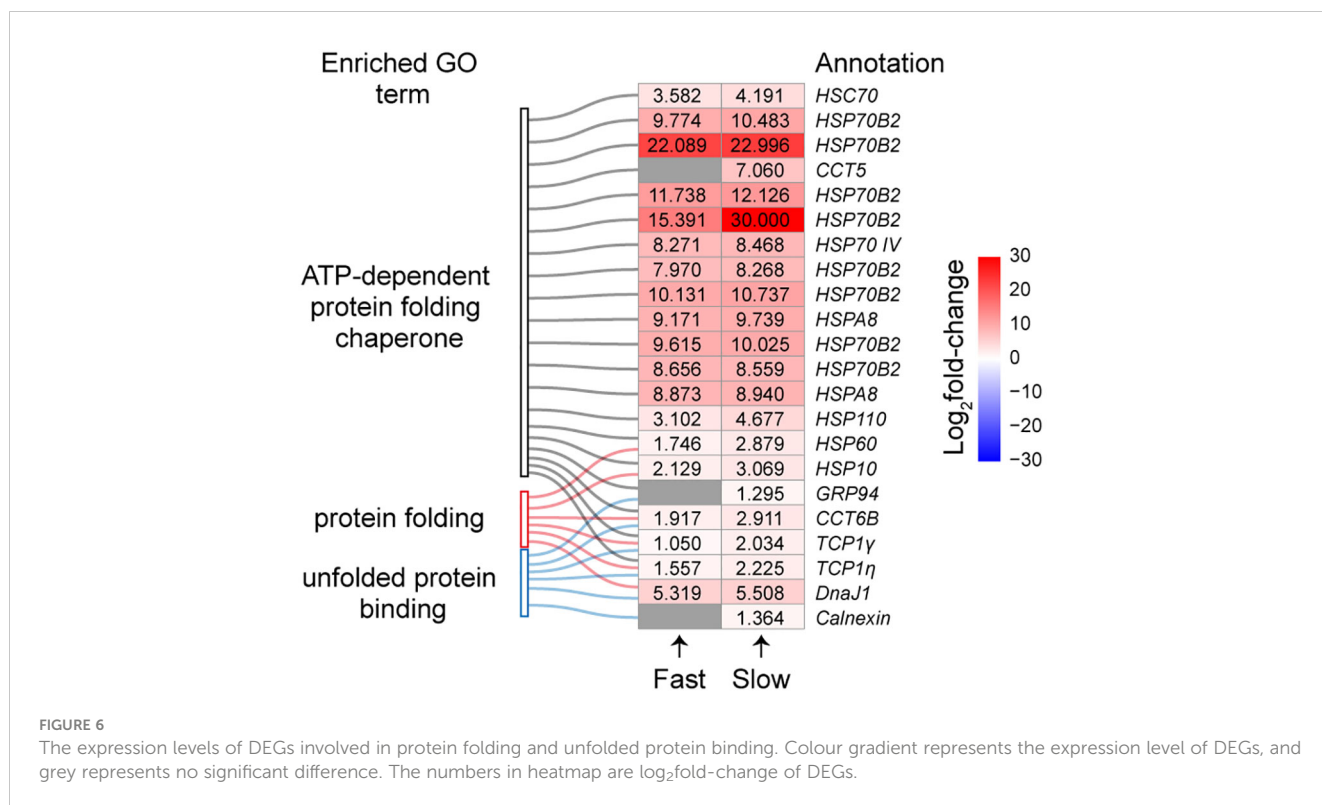 Enriched GO
term
Annotation
3.582 4.191 HSC70
9.774 10.483 HSP70B2
22.089 22.996 HSP70B2
7.060 CCT5
11.738 12.126 HSP70B2
15.391 30.000 HSP70B2
8.271 8.468 HSP70 IV
7.970 8.268 HSP70B2
10.131 10.737 HSP70B2
9.171 9.739 HSPA8
9.615 10.025 HSP70B2
8.656 8.559 HSP70B2
8.873 8.940 HSPA8
3.102 4.677 HSP110
1.746 2.879 HSP60
2.129 3.069 HSP10
1.295 GRP94
1.917 2.911 CCT6B
1.050 2.034 TCP1γ
1.557 2.225 TCP1η
5.319 5.508 DnaJ1
1.364 Calnexin
ATP-dependent
protein folding
chaperone
protein folding
unfolded protein
binding
↑ ↑
Fast Slow
Log₂fold-change
30
20
10
0
−10
−20
−30
FIGURE 6
The expression levels of DEGs involved in protein folding and unfolded protein binding. Colour gradient represents the expression level of DEGs, and
grey represents no significant difference. The numbers in heatmap are log₂fold-change of DEGs.